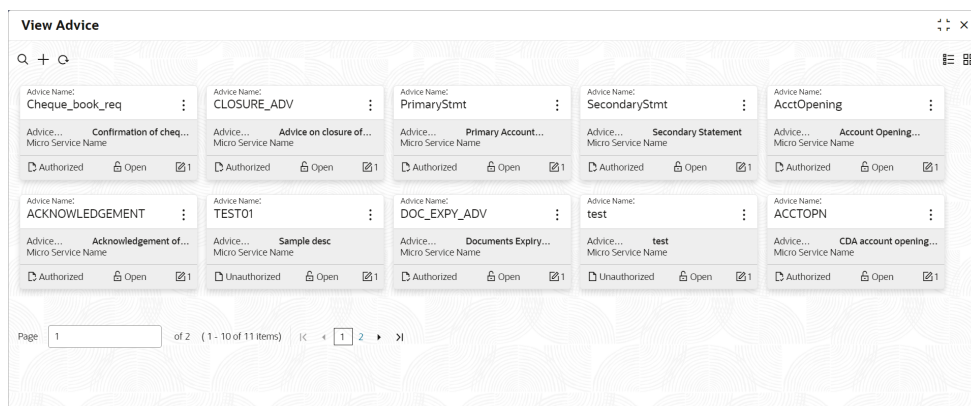 View Advice
Advice Name:
Cheque_book_req
Advice... Confirmation of cheq...
Micro Service Name
Authorized Open 1
Advice Name:
CLOSURE_ADV
Advice... Advice on closure of...
Micro Service Name
Authorized Open 1
Advice Name:
PrimaryStmt
Advice... Primary Account...
Micro Service Name
Authorized Open 1
Advice Name:
SecondaryStmt
Advice... Secondary Statement
Micro Service Name
Authorized Open 1
Advice Name:
AcctOpening
Advice... Account Opening...
Micro Service Name
Authorized Open 1
Advice Name:
ACKNOWLEDGEMENT
Advice... Acknowledgement of...
Micro Service Name
Authorized Open 1
Advice Name:
TEST01
Advice... Sample desc
Micro Service Name
Unauthorized Open 1
Advice Name:
DOC_EXPY_ADV
Advice... Documents Expiry...
Micro Service Name
Authorized Open 1
Advice Name:
test
Advice... test
Micro Service Name
Unauthorized Open 1
Advice Name:
ACCTOPN
Advice... CDA account opening...
Micro Service Name
Authorized Open 1
Page 1 of 2 ( 1 - 10 of 11 items) 1 2